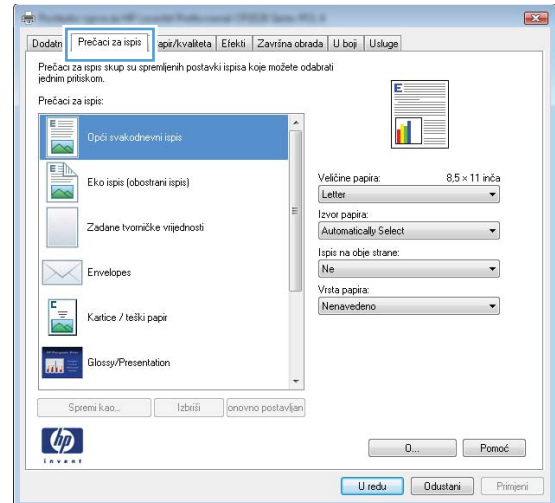 Dodatn
Prečaci za ispis
apir/kvaliteta
Efekti
Završna obrada
U boji
Usluge
Prečaci za ispis skup su spremljenih postavki ispisa koje možete odabrati
jednim pritiskom.
Prečaci za ispis:
Opći svakodnevni ispis
Eko ispis (obostrani ispis)
Zadane tvorničke vrijednosti
Envelopes
Kartice / teški papir
Glossy/Presentation
Spremi kao...
Izbriši
onovno postavljan
E
Veličine papira:
8,5 × 11 inča
Letter
Izvor papira:
Automatically Select
Ispis na obje strane:
Ne
Vrsta papira:
Nenavedeno
hp
invent
O...
Pomoć
U redu
Odustani
Primjeni